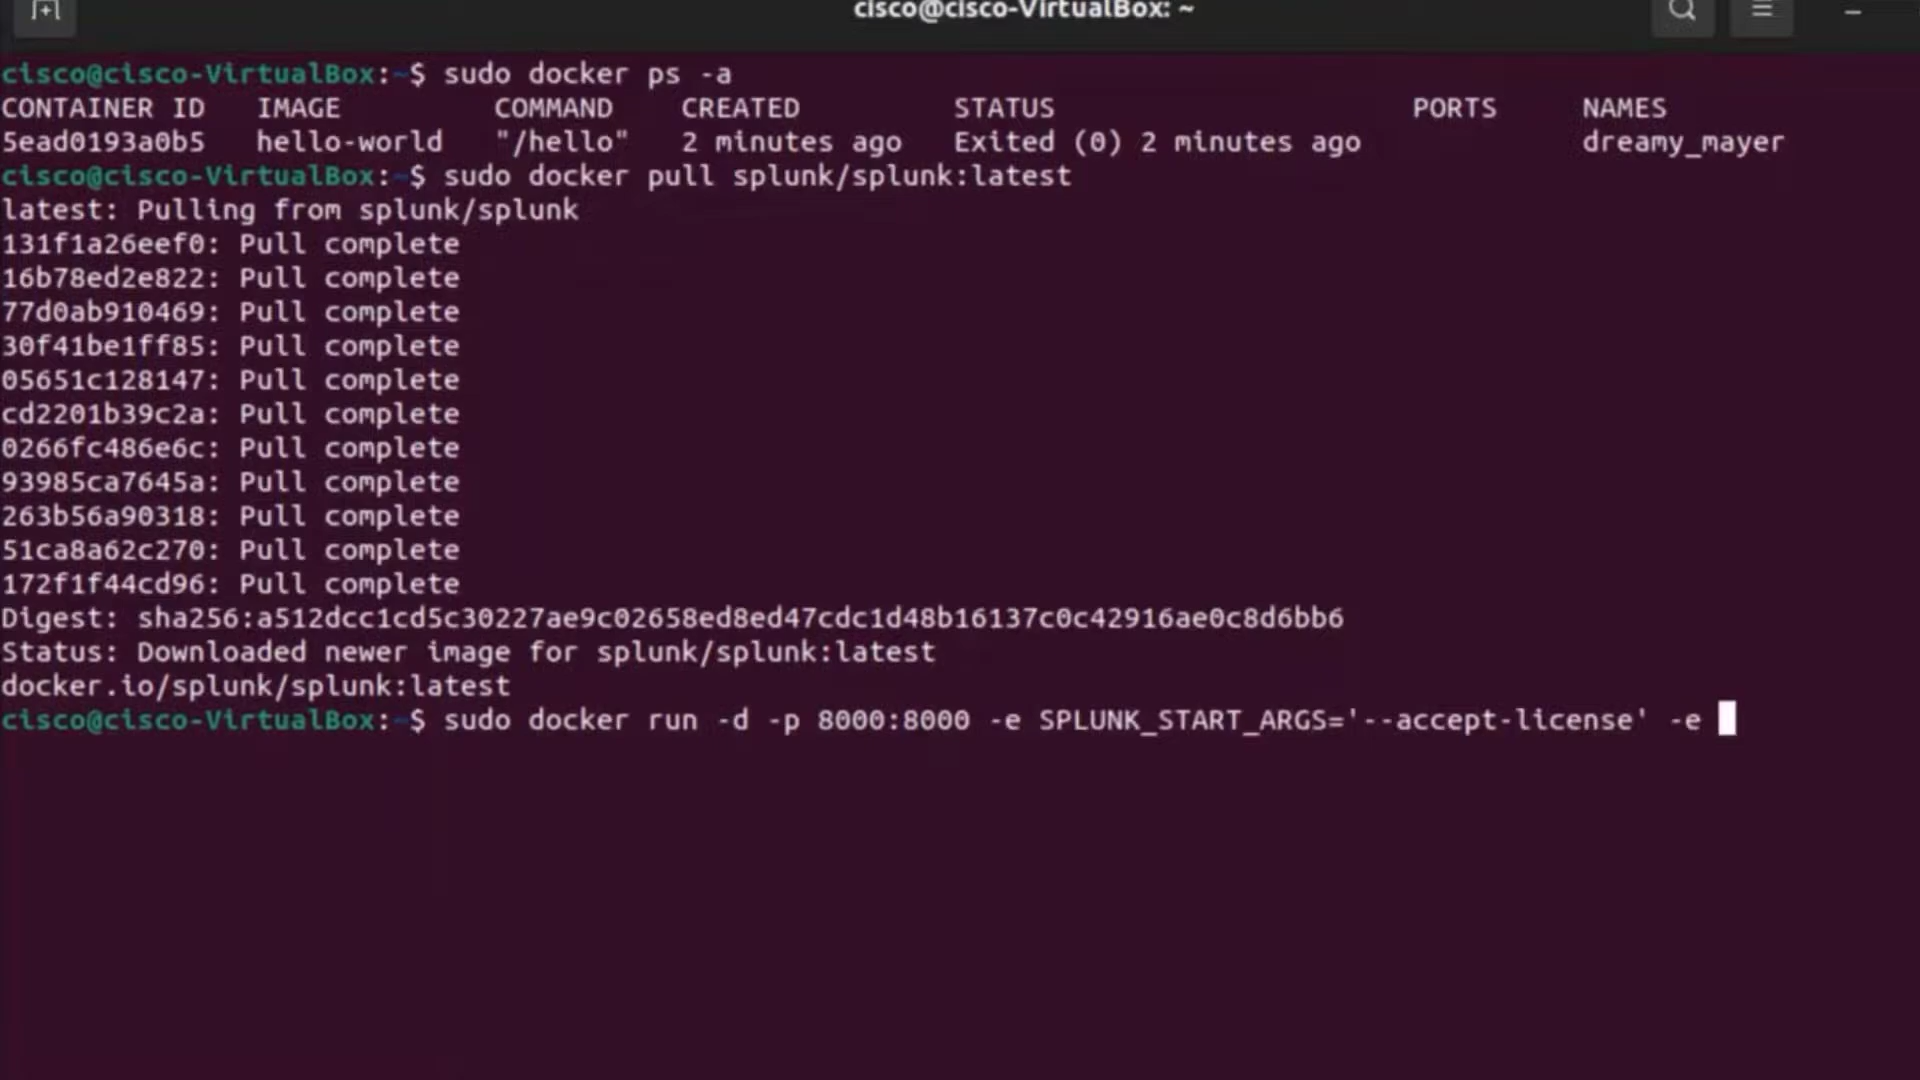 cisco@cisco-VirtualBox: ~
cisco@cisco-VirtualBox:~$ sudo docker ps -a
CONTAINER ID   IMAGE         COMMAND    CREATED         STATUS                     PORTS     NAMES
5ead0193a0b5   hello-world   "/hello"   2 minutes ago   Exited (0) 2 minutes ago             dreamy_mayer
cisco@cisco-VirtualBox:~$ sudo docker pull splunk/splunk:latest
latest: Pulling from splunk/splunk
131f1a26eef0: Pull complete
16b78ed2e822: Pull complete
77d0ab910469: Pull complete
30f41be1ff85: Pull complete
05651c128147: Pull complete
cd2201b39c2a: Pull complete
0266fc486e6c: Pull complete
93985ca7645a: Pull complete
263b56a90318: Pull complete
51ca8a62c270: Pull complete
172f1f44cd96: Pull complete
Digest: sha256:a512dcc1cd5c30227ae9c02658ed8ed47cdc1d48b16137c0c42916ae0c8d6bb6
Status: Downloaded newer image for splunk/splunk:latest
docker.io/splunk/splunk:latest
cisco@cisco-VirtualBox:~$ sudo docker run -d -p 8000:8000 -e SPLUNK_START_ARGS='--accept-license' -e